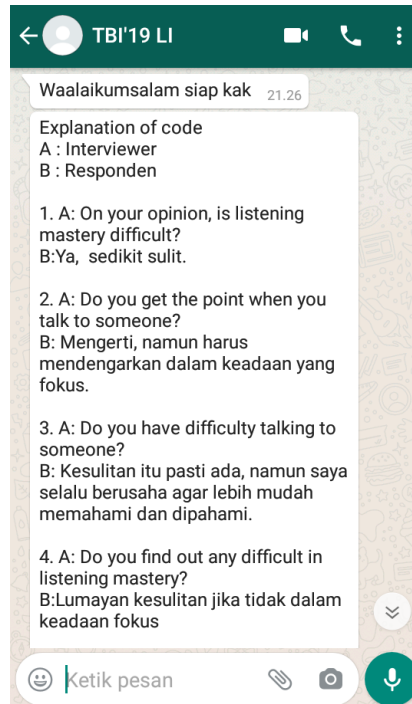 TBI'19 LI
Waalaikumsalam siap kak 21.26
Explanation of code
A : Interviewer
B : Responden
1. A: On your opinion, is listening
mastery difficult?
B:Ya,  sedikit sulit.
2. A: Do you get the point when you
talk to someone?
B: Mengerti, namun harus
mendengarkan dalam keadaan yang
fokus.
3. A: Do you have difficulty talking to
someone?
B: Kesulitan itu pasti ada, namun saya
selalu berusaha agar lebih mudah
memahami dan dipahami.
4. A: Do you find out any difficult in
listening mastery?
B:Lumayan kesulitan jika tidak dalam
keadaan fokus
Ketik pesan